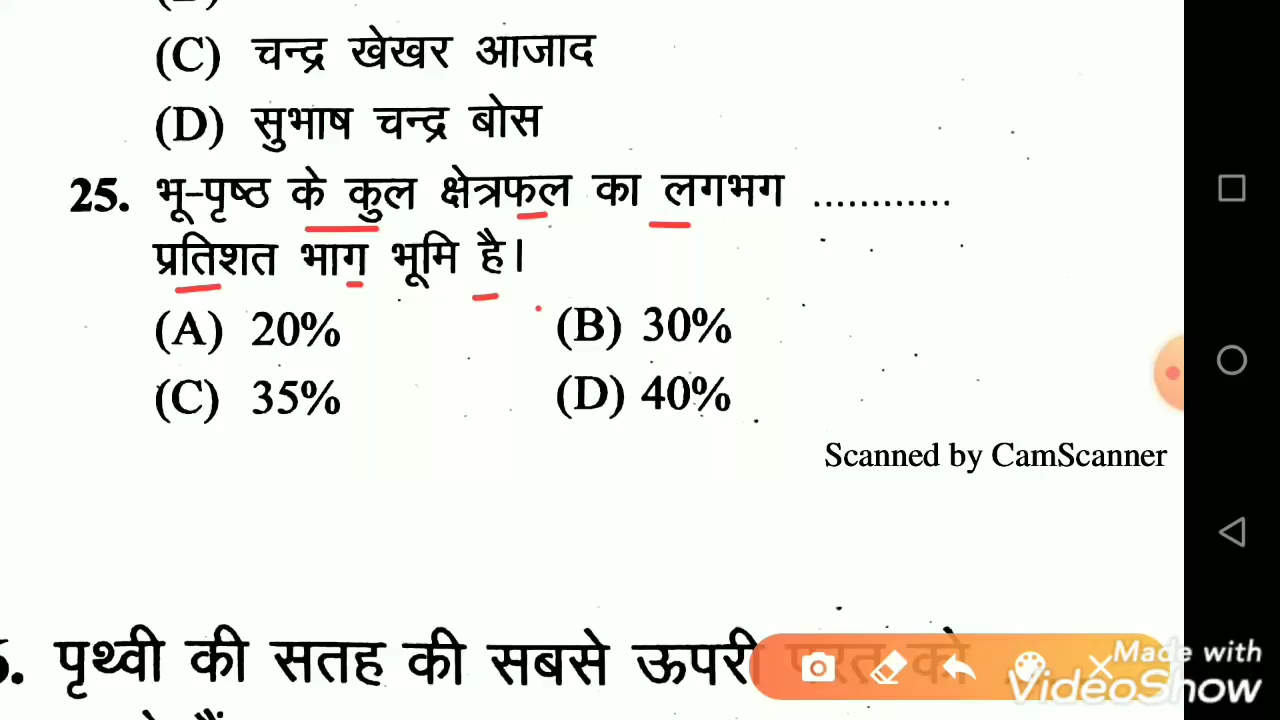 (C) चन्द्र खेखर आजाद
(D) सुभाष चन्द्र बोस
25. भू-पृष्ठ के कुल क्षेत्रफल का लगभग ............
प्रतिशत भाग भूमि है।
(A) 20% (B) 30%
(C) 35% (D) 40%
Scanned by CamScanner
पृथ्वी की सतह की सबसे ऊपरी परत को
Made with
VideoShow